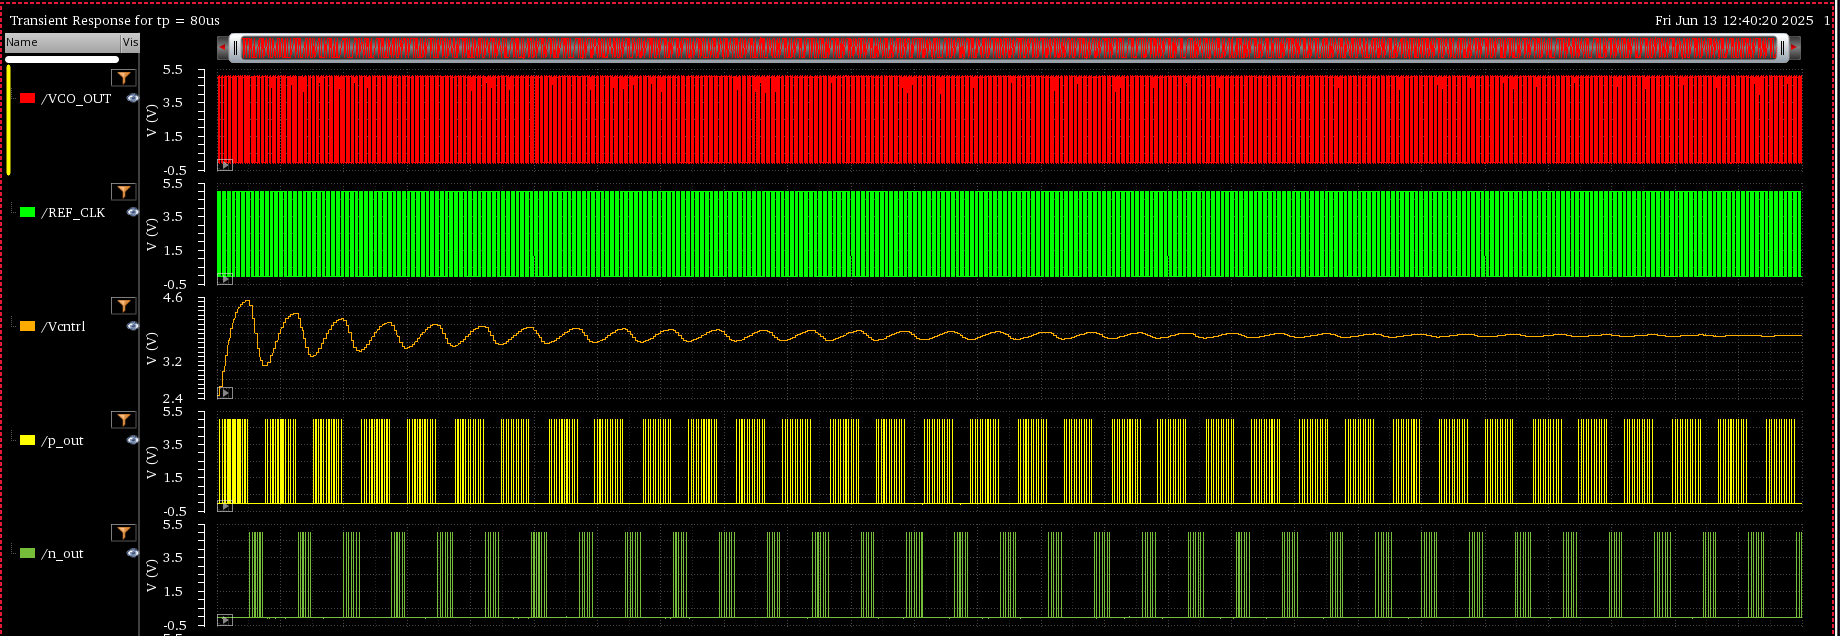 Transient Response for tp = 80us
Fri Jun 13 12:40:20 2025 1
Name Vis
/VCO_OUT
V (V)
5.5
3.5
1.5
-0.5
/REF_CLK
V (V)
5.5
3.5
1.5
-0.5
/Vcntrl
V (V)
4.6
3.2
2.4
/p_out
V (V)
5.5
3.5
1.5
-0.5
/n_out
V (V)
5.5
3.5
1.5
-0.5